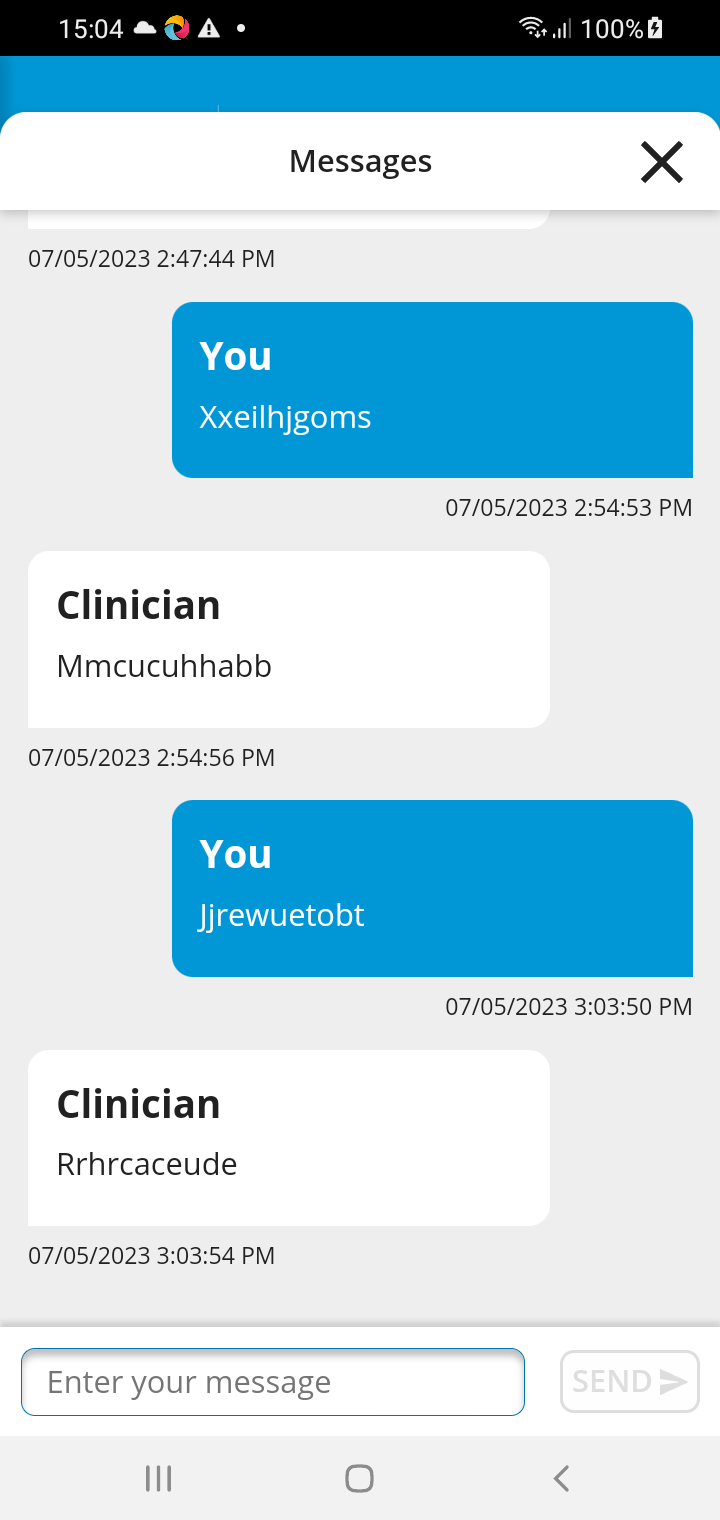 15:04
100%
Messages
07/05/2023 2:47:44 PM
You
Xxeilhjgoms
07/05/2023 2:54:53 PM
Clinician
Mmcucuhhabb
07/05/2023 2:54:56 PM
You
Jjrewuetobt
07/05/2023 3:03:50 PM
Clinician
Rrhrcaceude
07/05/2023 3:03:54 PM
Enter your message
SEND